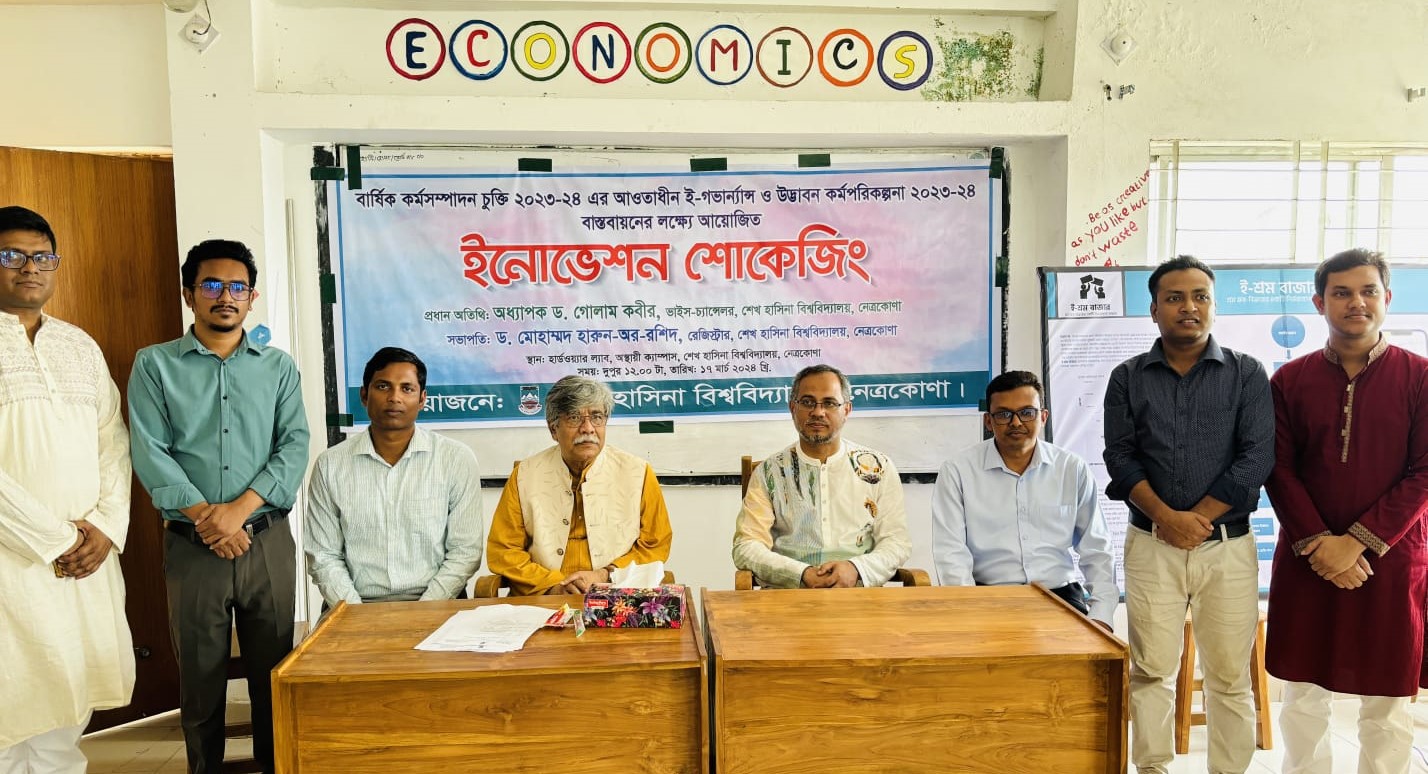 ECONOMICS
বার্ষিক কর্মসম্পাদন চুক্তি ২০২৩-২৪ এর আওতাধীন ই-গভার্ন্যান্স ও উদ্ভাবন কর্মপরিকল্পনা ২০২৩-২৪
বাস্তবায়নের লক্ষ্যে আয়োজিত
ইনোভেশন শোকেজিং
প্রধান অতিথি: অধ্যাপক ড. গোলাম কবীর, ভাইস-চ্যান্সেলর, শেখ হাসিনা বিশ্ববিদ্যালয়, নেত্রকোণা
সভাপতি: ড. মোহাম্মদ হারুন-অর-রশিদ, রেজিস্ট্রার, শেখ হাসিনা বিশ্ববিদ্যালয়, নেত্রকোণা
স্থান: হার্ডওয়্যার ল্যাব, অস্থায়ী ক্যাম্পাস, শেখ হাসিনা বিশ্ববিদ্যালয়, নেত্রকোণা
সময়: দুপুর ১২.০০ টা, তারিখ: ১৭ মার্চ ২০২৪ খ্রি.
য়োজনে: হাসিনা বিশ্ববিদ্যা নেত্রকোণা।
Be as creative
as you like but
don't waste
ই-শ্রম বাজার
ই-শ্রম বাজার